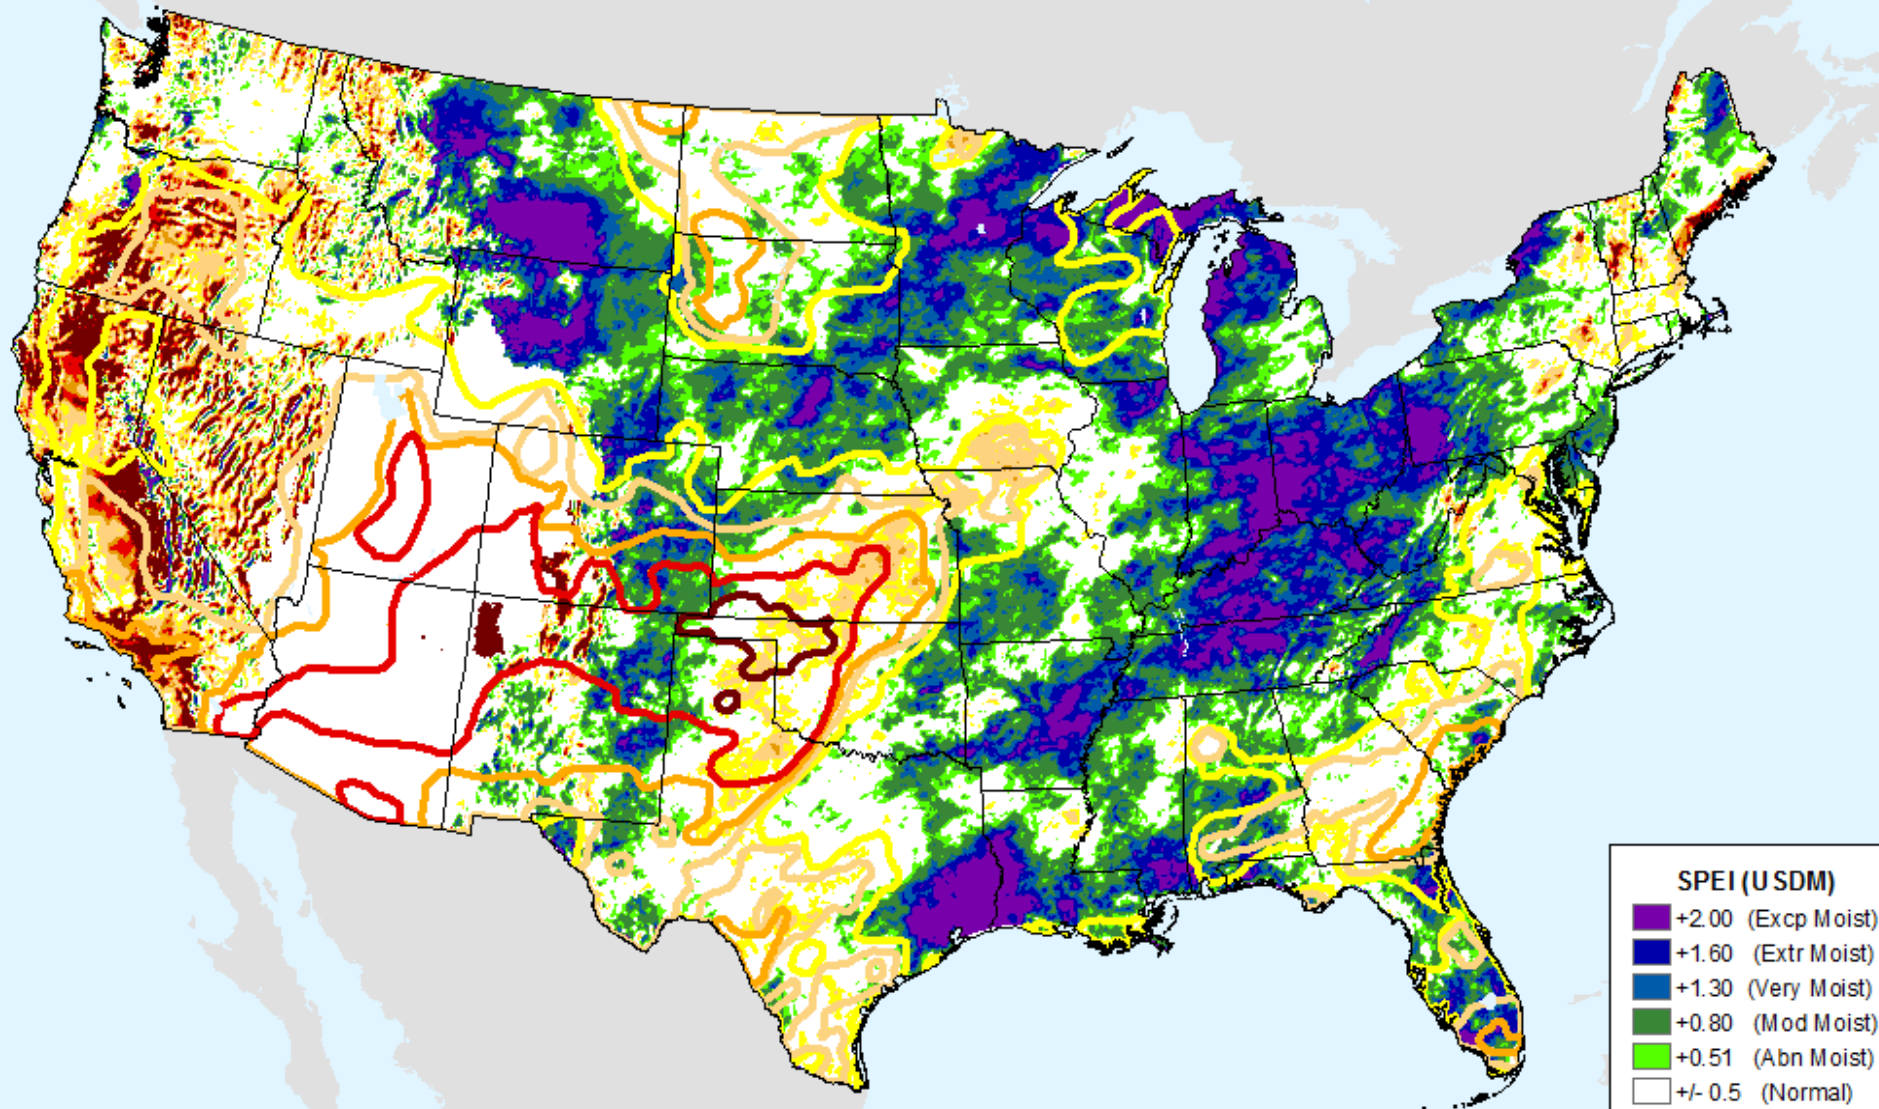 SPEI (USDM)
+2.00 (Excp Moist)
+1.60 (Extr Moist)
+1.30 (Very Moist)
+0.80 (Mod Moist)
+0.51 (Abn Moist)
+/- 0.5 (Normal)